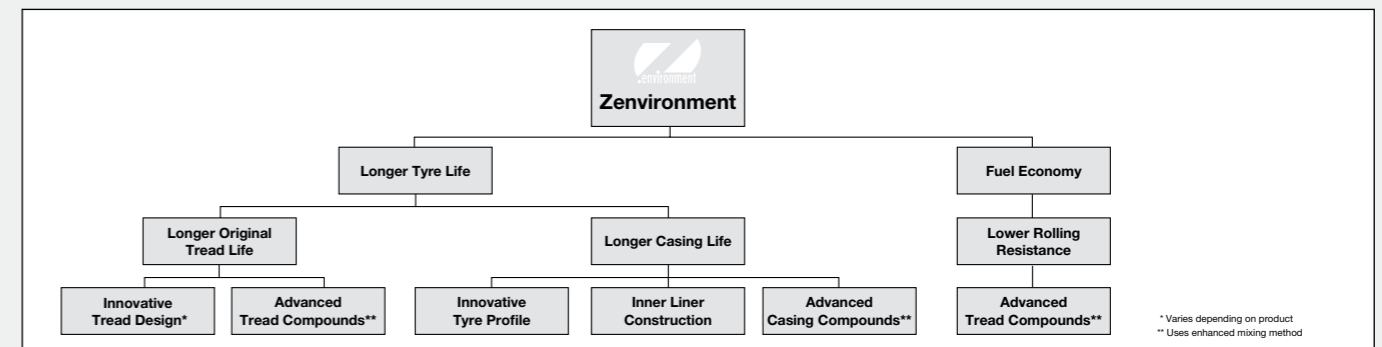 .environment
Zenvironment
Longer Tyre Life
Fuel Economy
Longer Original
Tread Life
Longer Casing Life
Lower Rolling
Resistance
Innovative
Tread Design*
Advanced
Tread Compounds**
Innovative
Tyre Profile
Inner Liner
Construction
Advanced
Casing Compounds**
Advanced
Tread Compounds**
* Varies depending on product
** Uses enhanced mixing method